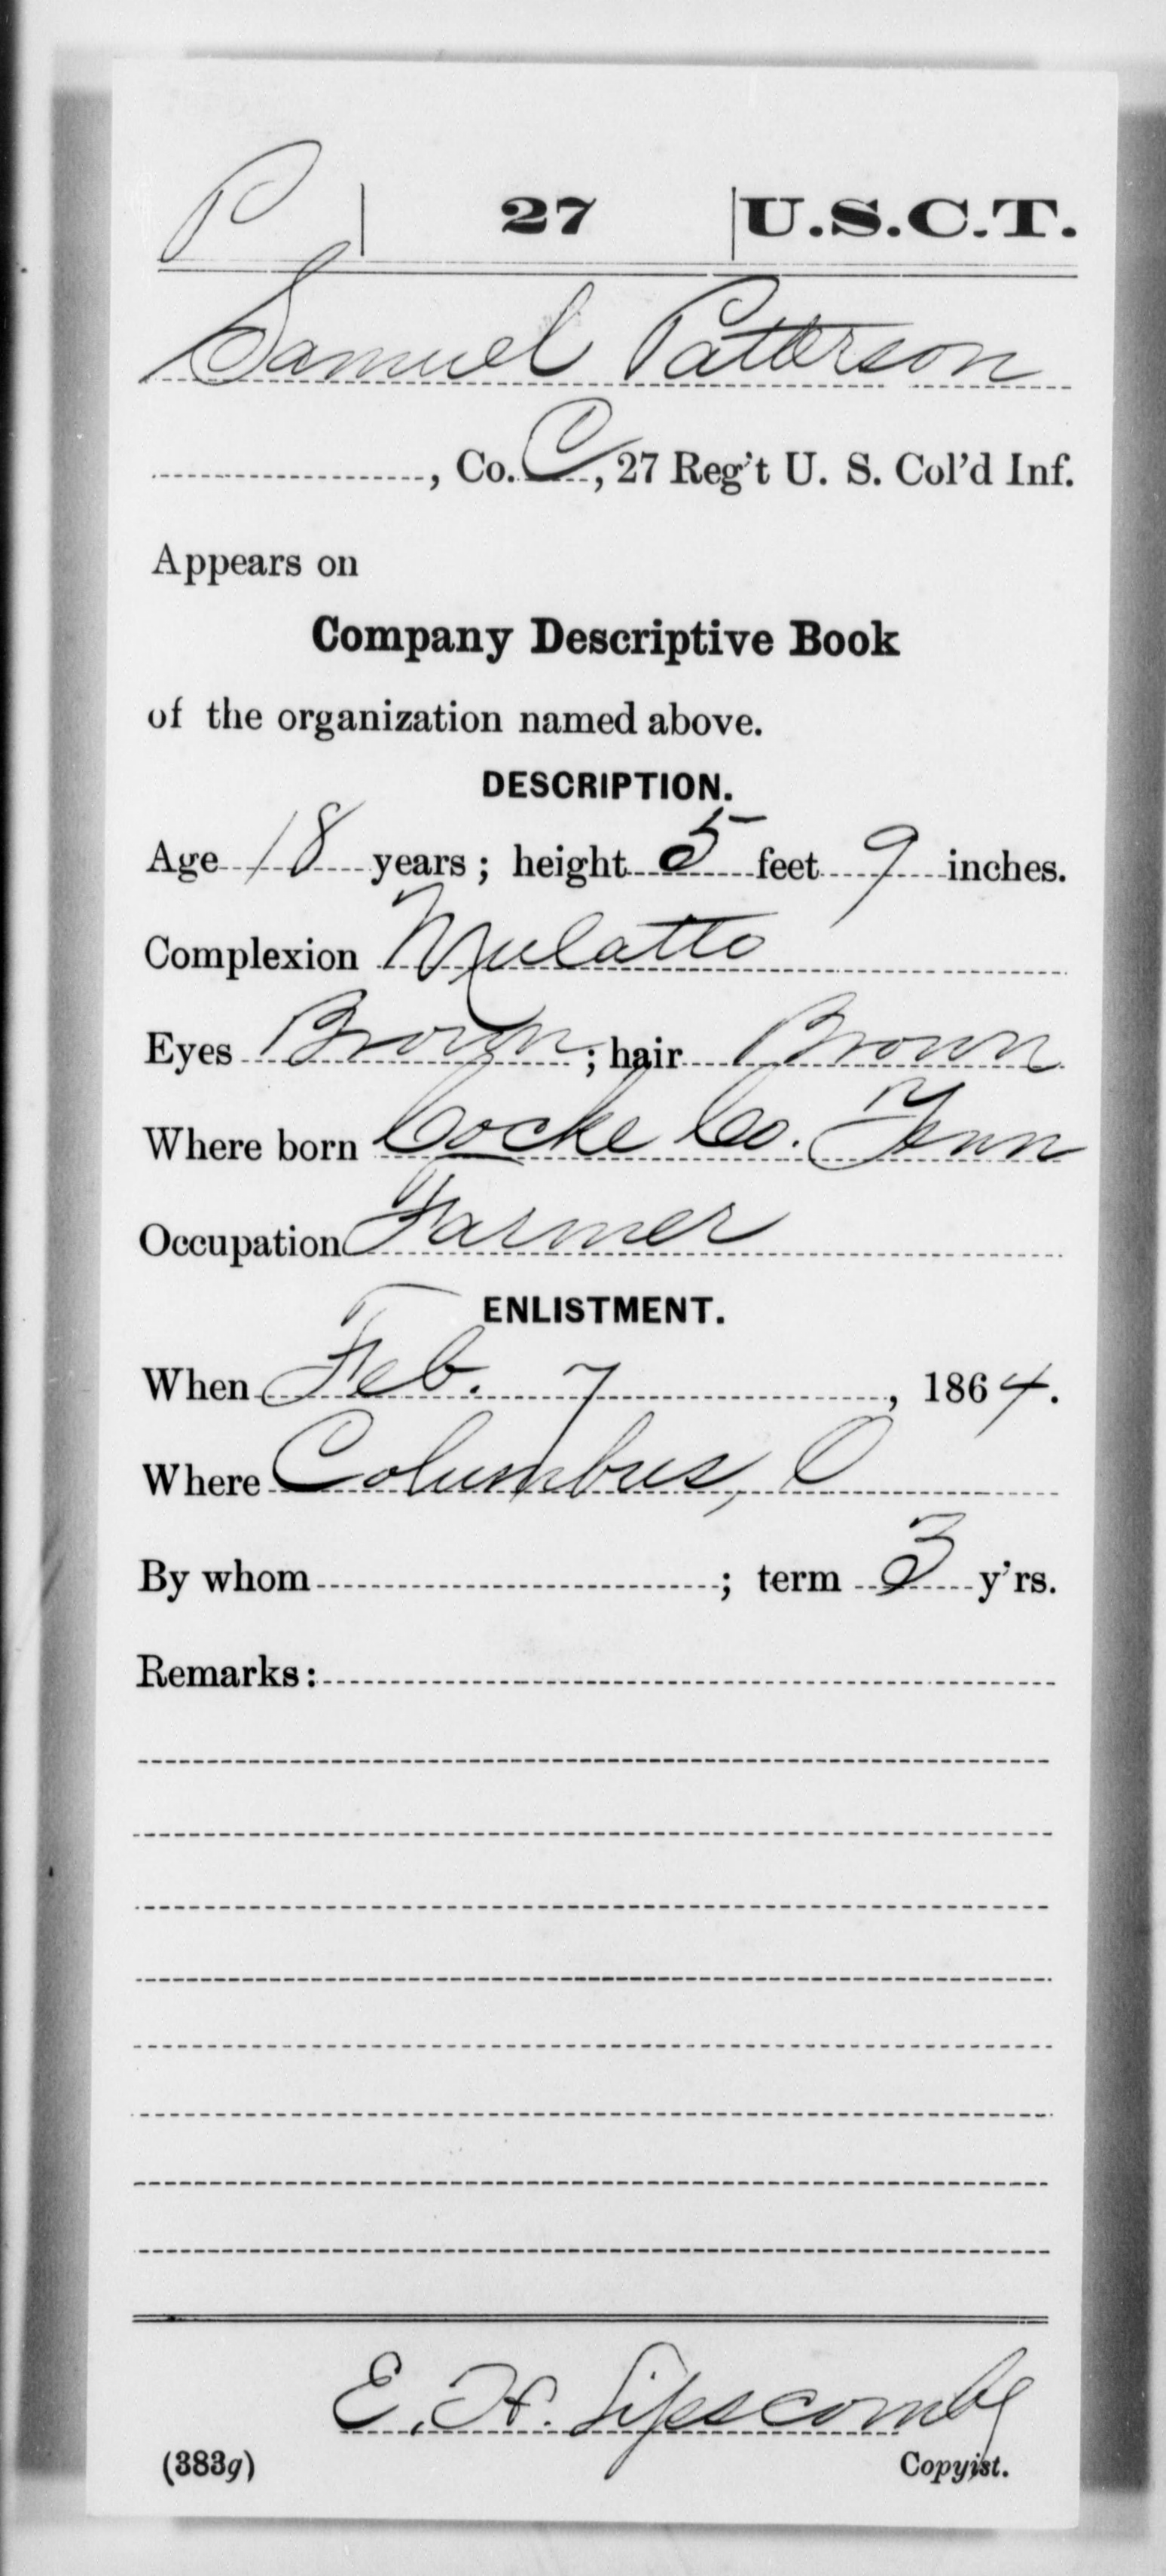 P | 27 | U.S.C.T.
Samuel Patterson
, Co. C, 27 Reg't U. S. Col'd Inf.
Appears on
Company Descriptive Book
of the organization named above.
DESCRIPTION.
Age 18 years; height 5 feet 9 inches.
Complexion Mulatto
Eyes Brown; hair Brown
Where born Cocke Co. Tenn
Occupation Farmer
ENLISTMENT.
When Feb. 7, 1864.
Where Columbus, O
By whom ; term 3 y'rs.
Remarks:
E. H. Lipscomb
(383g) Copyist.